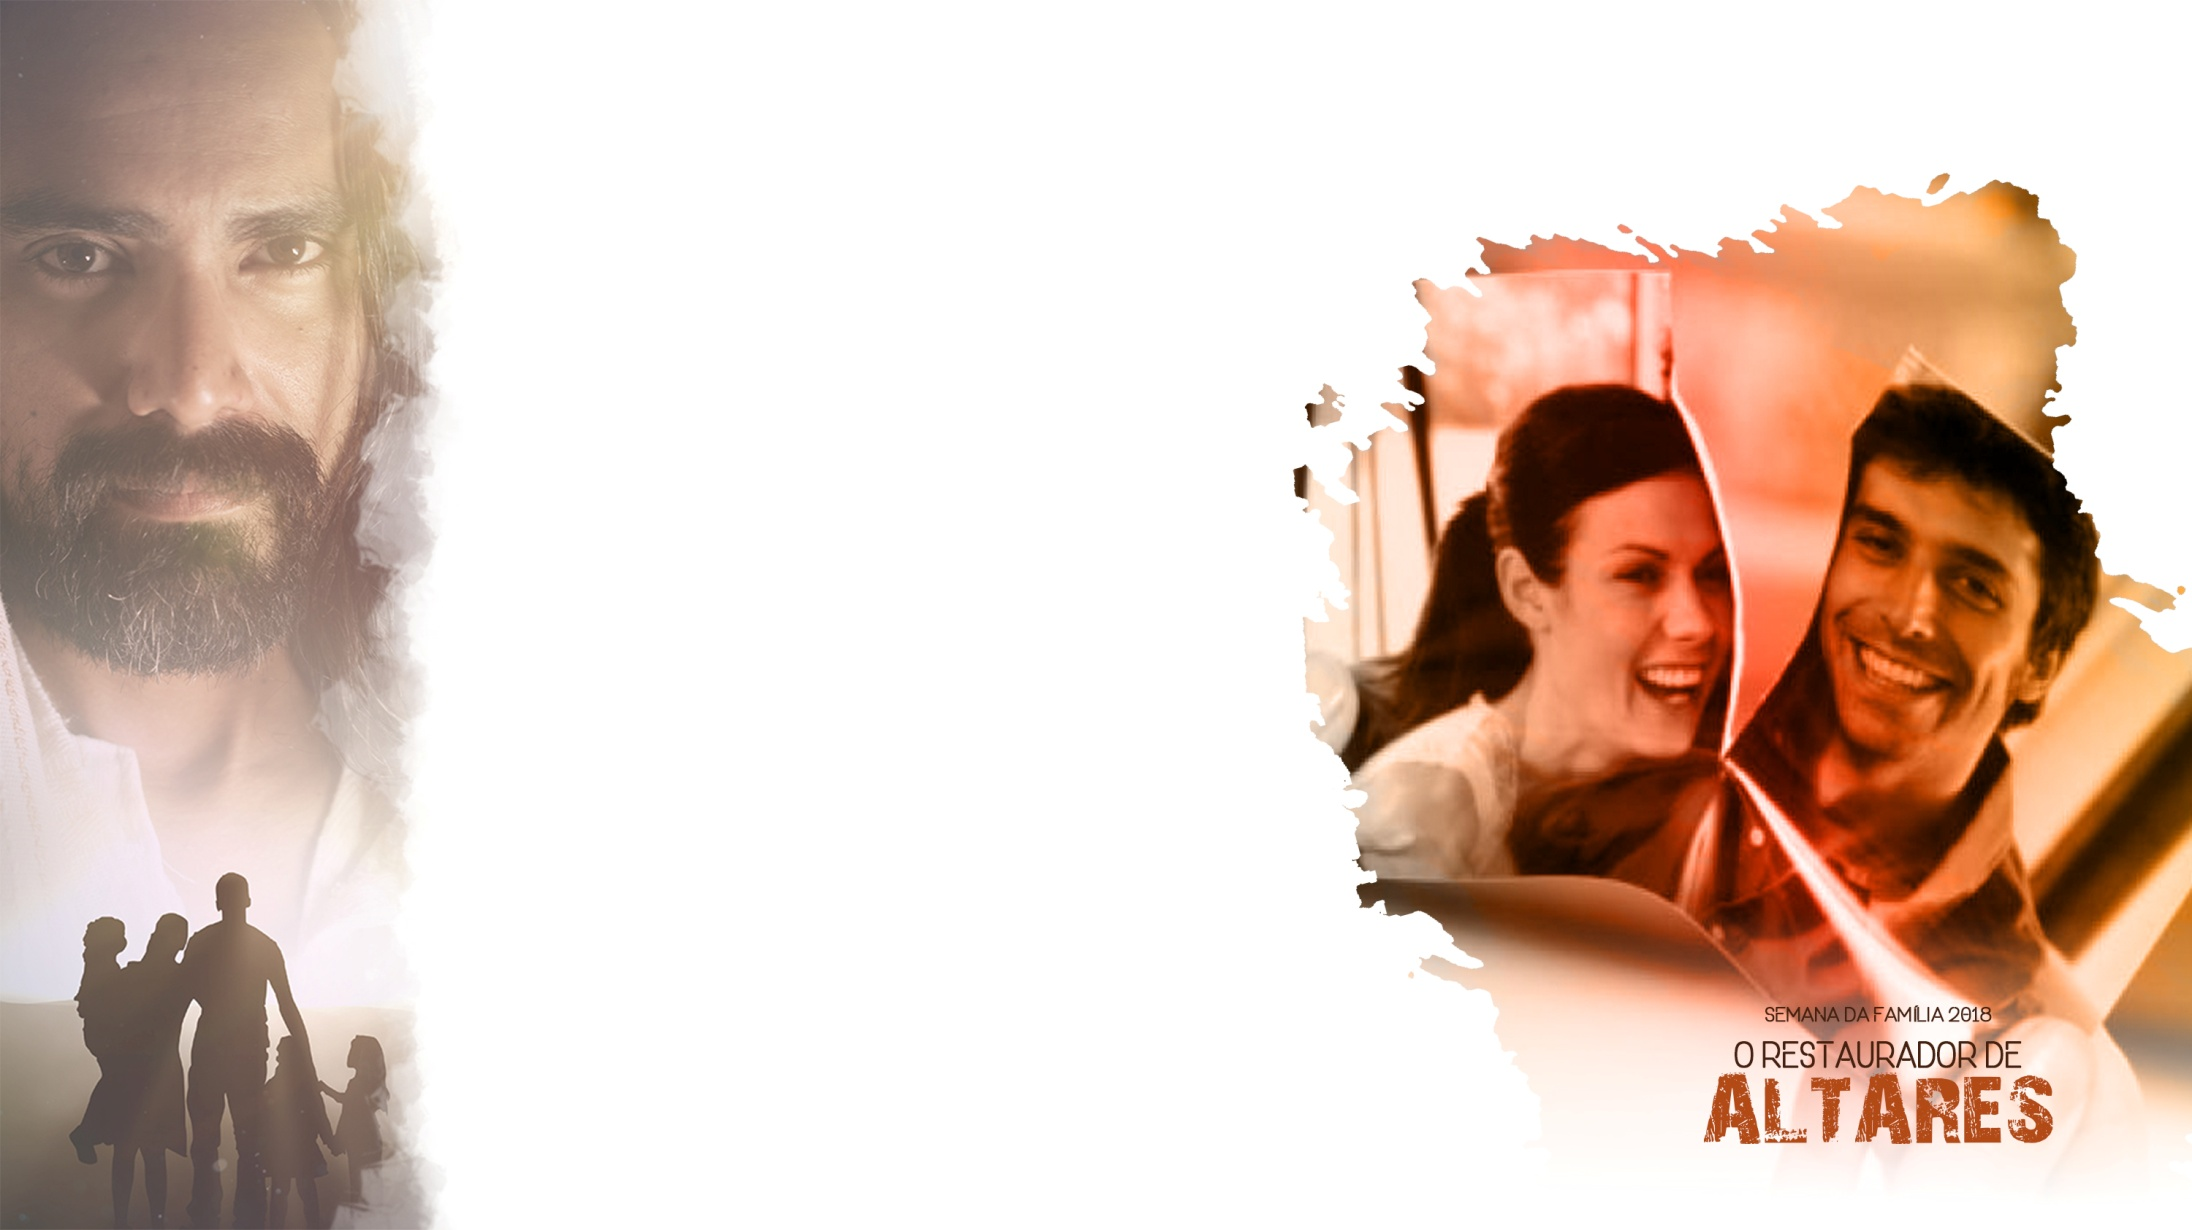 SEMANA DA FAMÍLIA 2018
O RESTAURADOR DE
ALTARES